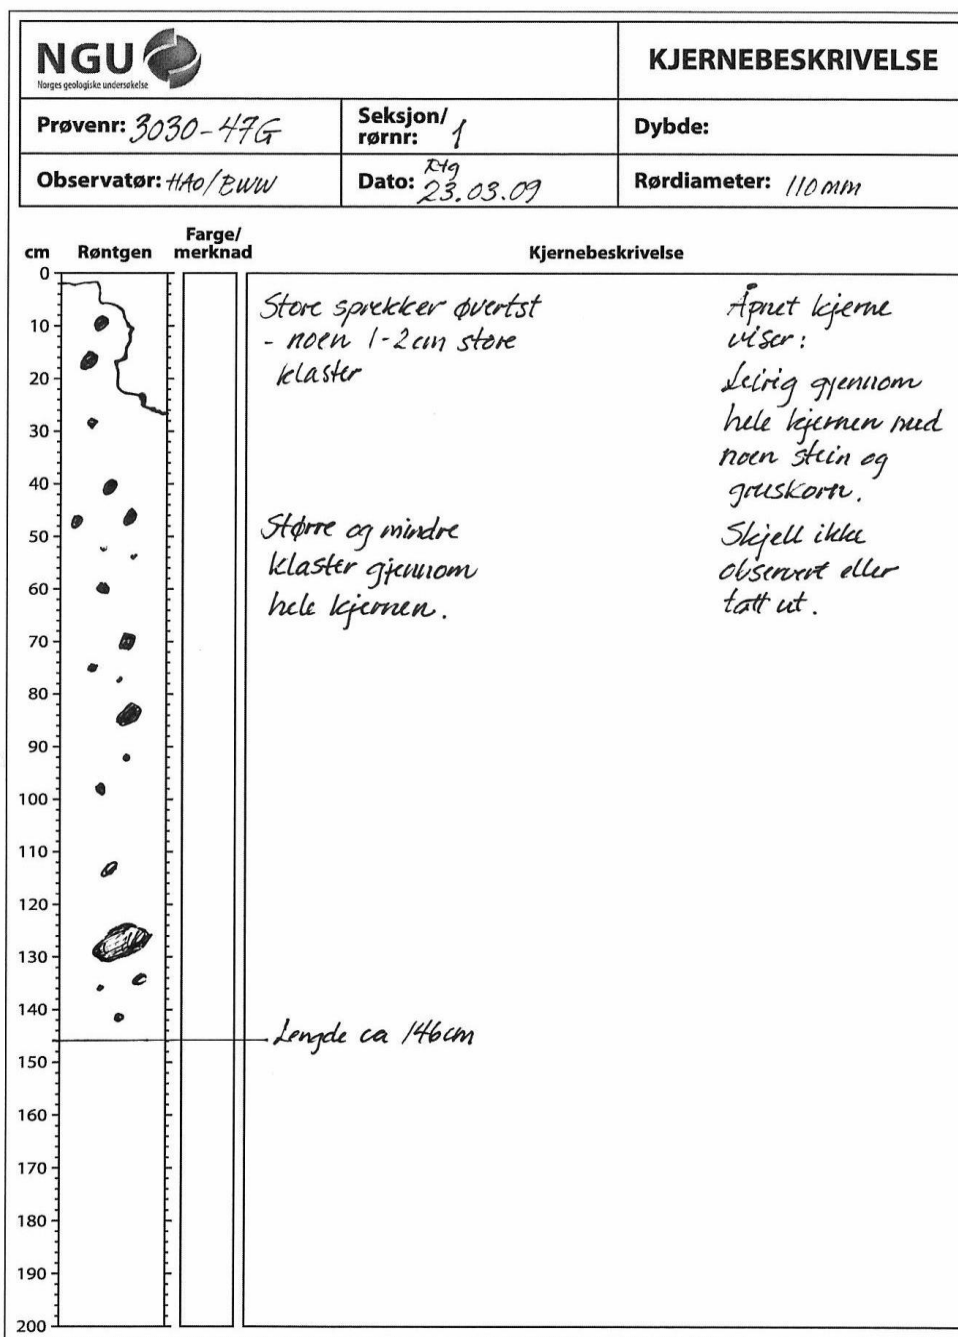 NGU
Norges geologiske undersøkelse
KJERNEBESKRIVELSE
Prøvenr: 3030-47G
Seksjon/
rørnr: 1
Dybde:
Observatør: HAO/BWW
Rtg
Dato: 23.03.09
Rørdiameter: 110 mm
cm
Røntgen
Farge/
merknad
Kjernebeskrivelse
0
10
20
30
40
50
60
70
80
90
100
110
120
130
140
150
160
170
180
190
200
Store sprekker øvertst
- noen 1-2 cm store
klaster
Større og mindre
klaster gjennom
hele kjernen.
Lengde ca 146 cm
Åpnet kjerne
viser:
Leirig gjennom
hele kjernen med
noen stein og
gruskorn.
Skjell ikke
observert eller
tatt ut.